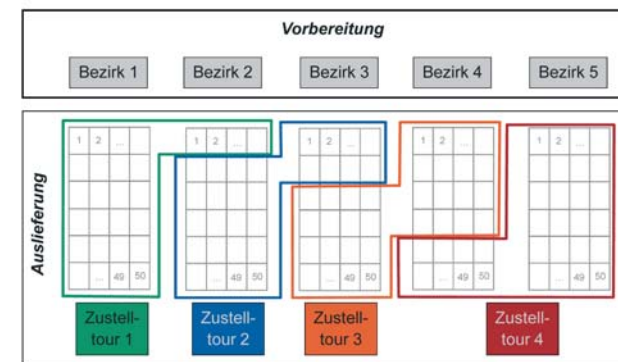 Vorbereitung
Bezirk 1 Bezirk 2 Bezirk 3 Bezirk 4 Bezirk 5
Auslieferung
1 2 ... 1 2 ... 1 2 ... 1 2 ... 1 2 ...
... 49 50 ... 49 50 ... 49 50 ... 49 50 ... 49 50
Zustell- Zustell- Zustell- Zustell-
tour 1 tour 2 tour 3 tour 4